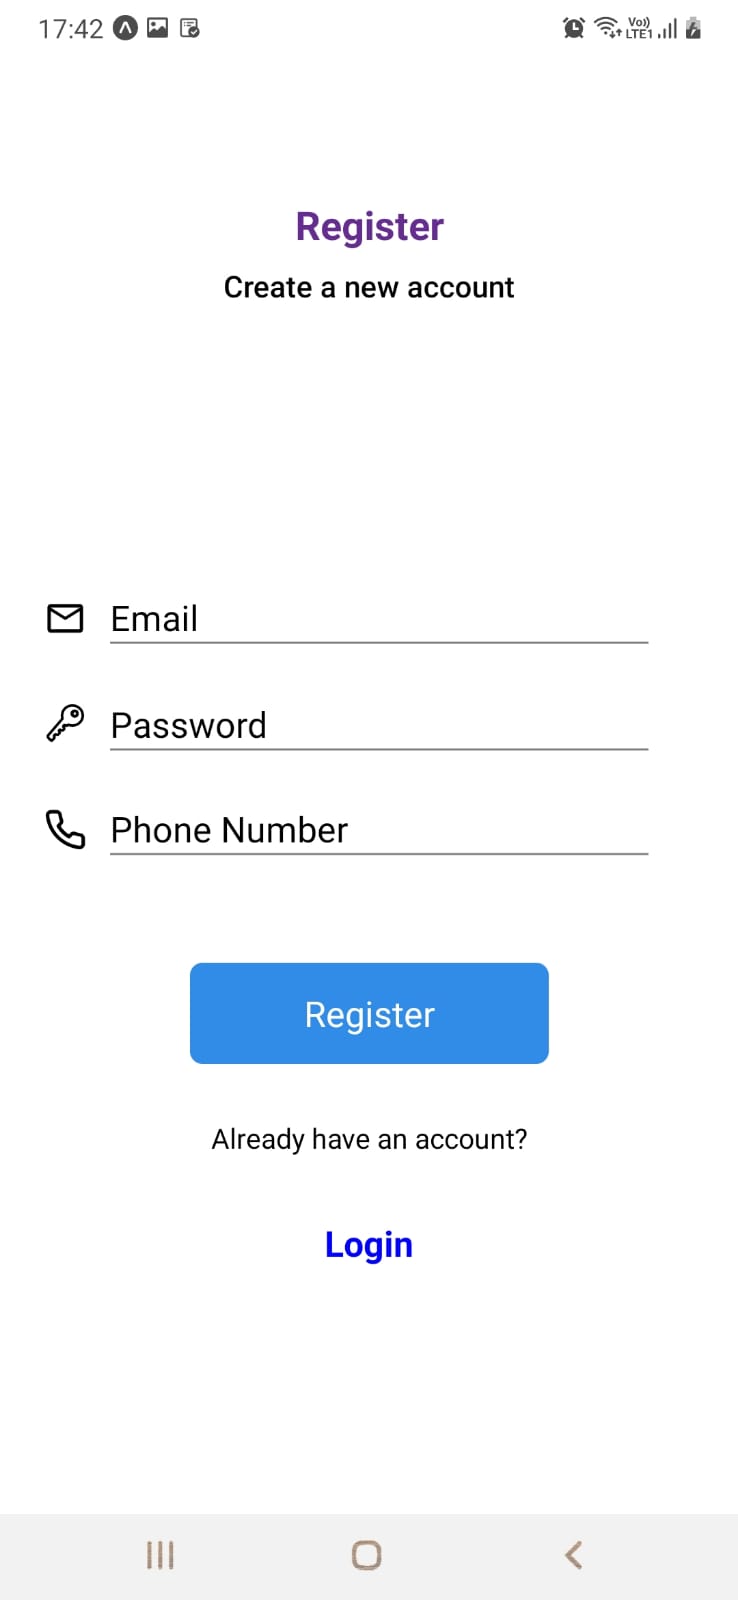 17:42
Vo)) LTE1
Register
Create a new account
Email
Password
Phone Number
Register
Already have an account?
Login